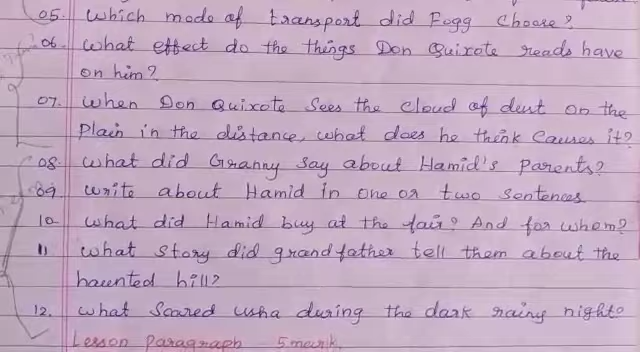 05. Which mode of transport did Fogg choose?
06. What effect do the things Don Quixote reads have
on him?
07. When Don Quixote Sees the Cloud of dust on the
Plain in the distance, what does he think Causes it?
08. What did Granny say about Hamid's Parents?
09 Write about Hamid in one or two Sentences
10 What did Hamid buy at the fair? And for whom?
11 What Story did grandfather tell them about the
haunted hill?
12. What Scared Usha during the dark rainy night?
Lesson Paragraph - 5 mark.